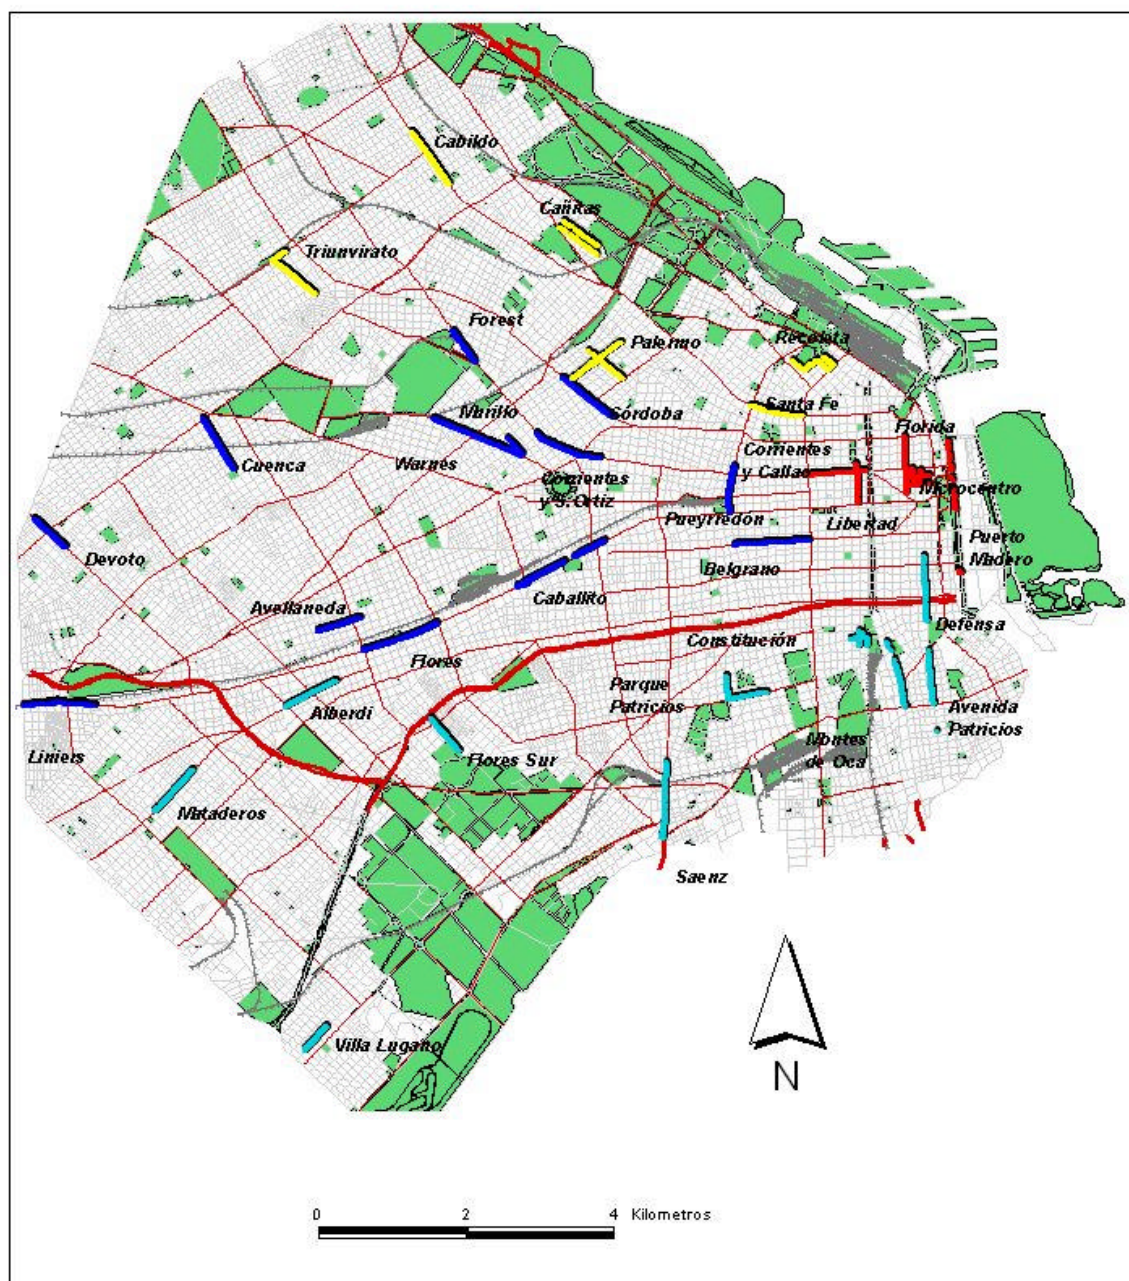 Cabildo
Cañitas
Triunvirato
Forest
Palermo
Recoleta
Murillo
Córdoba
Santa Fe
Florida
Cuenca
Warnes
Corrientes
y S. Ortiz
Corrientes
y Callao
Microcentro
Pueyrredon
Libertad
Puerto
Madero
Devoto
Belgrano
Avellaneda
Caballito
Defensa
Constitución
Flores
Parque
Patricios
Alberdi
Avenida
Patricios
Liniers
Flores Sur
Montes
de Oca
Mataderos
Saenz
Villa Lugano
N
0 2 4 Kilometros